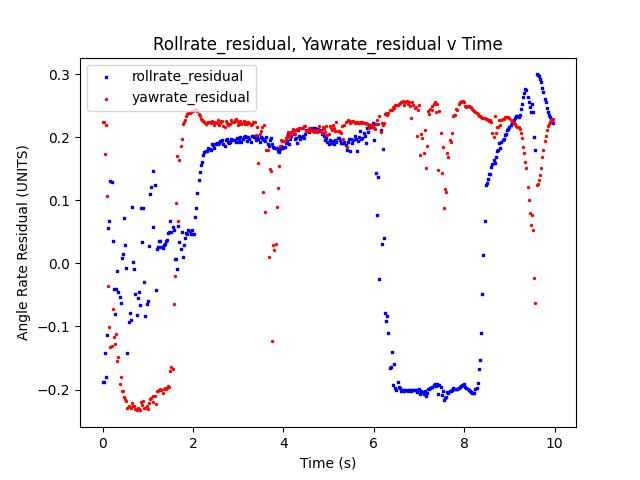 Rollrate_residual, Yawrate_residual v Time
rollrate_residual
yawrate_residual
Angle Rate Residual (UNITS)
0.3
0.2
0.1
0.0
−0.1
−0.2
0 2 4 6 8 10
Time (s)